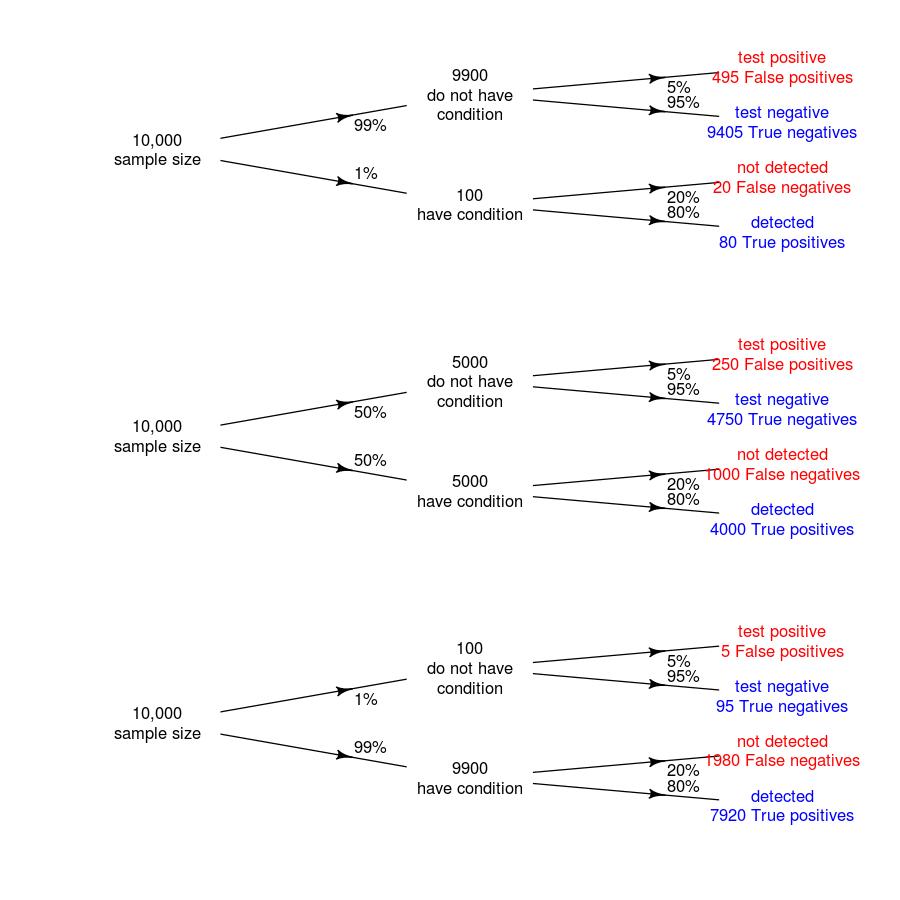 10,000
sample size
99%
1%
9900
do not have
condition
100
have condition
5%
95%
20%
80%
test positive
495 False positives
test negative
9405 True negatives
not detected
20 False negatives
detected
80 True positives
10,000
sample size
50%
50%
5000
do not have
condition
5000
have condition
5%
95%
20%
80%
test positive
250 False positives
test negative
4750 True negatives
not detected
1000 False negatives
detected
4000 True positives
10,000
sample size
1%
99%
100
do not have
condition
9900
have condition
5%
95%
20%
80%
test positive
5 False positives
test negative
95 True negatives
not detected
1980 False negatives
detected
7920 True positives